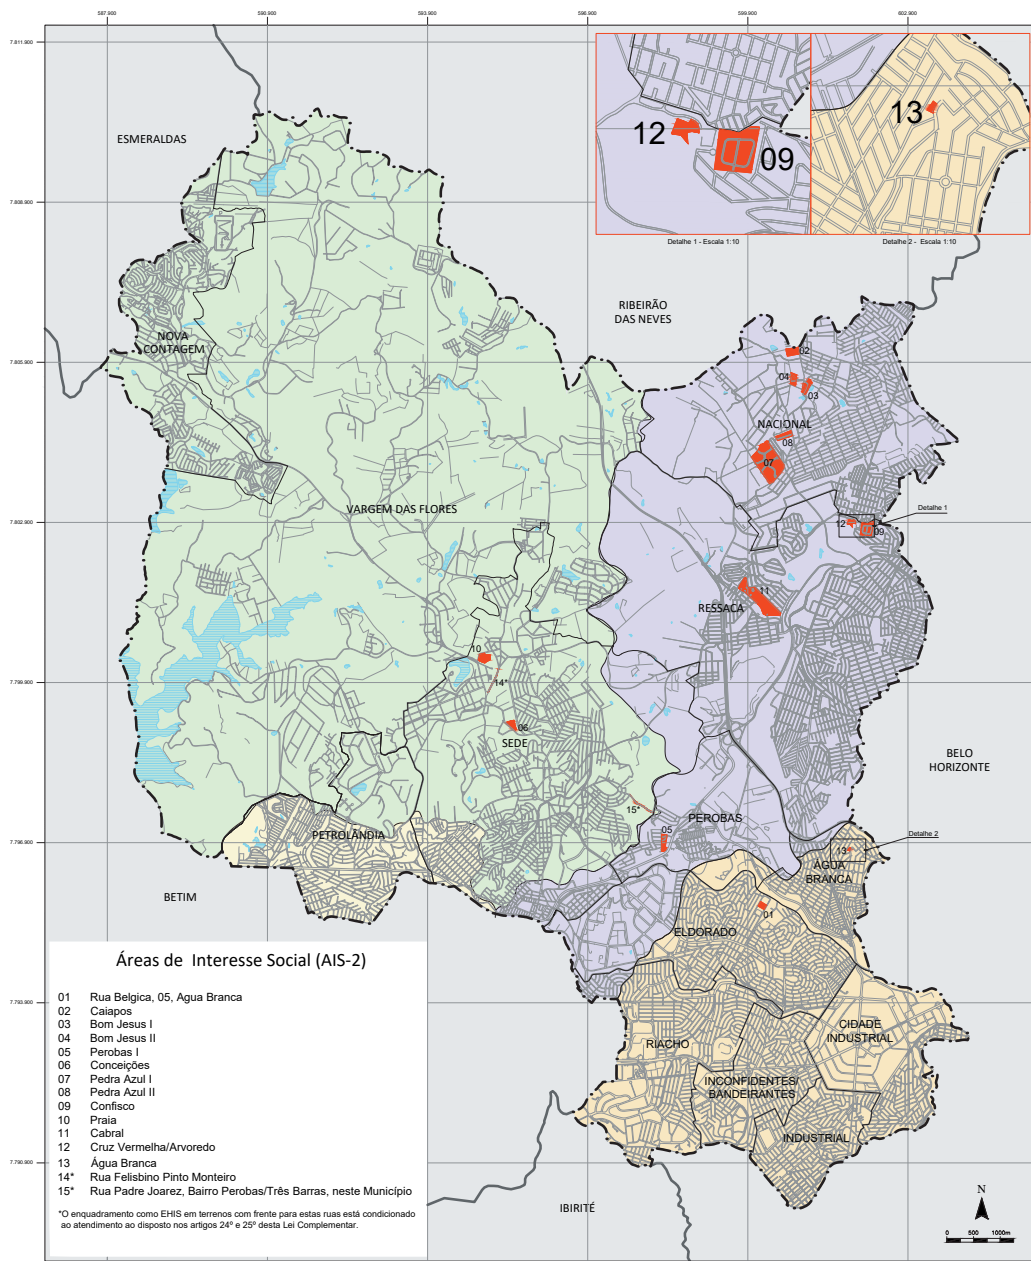 587.900
590.900
593.900
596.900
599.900
602.900
7.811.900
7.808.900
7.805.900
7.802.900
7.799.900
7.796.900
7.793.900
7.790.900
12
09
13
Detalhe 1 - Escala 1:10
Detalhe 2 - Escala 1:10
ESMERALDAS
RIBEIRÃO
DAS NEVES
NOVA
CONTAGEM
02
04
03
NACIONAL
08
07
VARGEM DAS FLORES
Detalhe 1
12
09
11
RESSACA
10
14*
06
SEDE
BELO
HORIZONTE
15*
PEROBAS
05
PETROLÂNDIA
Detalhe 2
13
ÁGUA
BRANCA
BETIM
01
ELDORADO
CIDADE
INDUSTRIAL
RIACHO
INCONFIDENTES/
BANDEIRANTES
INDUSTRIAL
IBIRITÉ
Áreas de Interesse Social (AIS-2)
01 Rua Belgica, 05, Agua Branca
02 Caiapos
03 Bom Jesus I
04 Bom Jesus II
05 Perobas I
06 Conceições
07 Pedra Azul I
08 Pedra Azul II
09 Confisco
10 Praia
11 Cabral
12 Cruz Vermelha/Arvoredo
13 Água Branca
14* Rua Felisbino Pinto Monteiro
15* Rua Padre Joarez, Bairro Perobas/Três Barras, neste Município
*O enquadramento como EHIS em terrenos com frente para estas ruas está condicionado
ao atendimento ao disposto nos artigos 24º e 25º desta Lei Complementar.
N
0 500 1000m